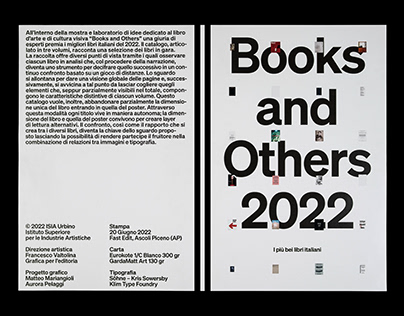 All'interno della mostra e laboratorio di idee dedicato al libro
d'arte e di cultura visiva "Books and Others" una giuria di
esperti premia i migliori libri italiani del 2022. Il catalogo, artico-
lato in tre volumi, racconta una selezione dei libri in gara.
La raccolta offre diversi punti di vista attraverso i quali osservare
ciascun libro in analisi che, col procedere della narrazione,
diventa uno strumento per decifrare quello successivo in un con-
tinuo confronto basato su un gioco di distanze. Lo sguardo
si allontana per dare una visione globale delle pagine e, succes-
sivamente, si avvicina a tal punto da lasciar cogliere quegli
elementi che, seppur parzialmente visibili nel totale, compon-
gono le caratteristiche distintive di ciascun volume. Questo
catalogo vuole, inoltre, abbandonare parzialmente la dimensio-
ne unica del libro entrando in quella del poster. Attraverso
questa modalità ogni titolo vive in maniera autonoma; la dimen-
sione del libro e quella del poster convivono per creare layer
di lettura alternativi. Il confronto, così come il rapporto che si
crea tra i diversi libri, diventa la chiave dello sguardo propo-
sto lasciando la possibilità di rendere partecipe il fruitore nella
combinazione di relazioni tra immagini e tipografia.
© 2022 ISIA Urbino
Istituto Superiore
per le Industrie Artistiche
Direzione artistica
Francesco Valtolina
Grafica per l'editoria
Progetto grafico
Matteo Mariangioli
Aurora Pelaggi
Stampa
20 Giugno 2022
Fast Edit, Ascoli Piceno (AP)
Carta
Eurokote 1/C Bianco 300 gr
GardaMatt Art 130 gr
Tipografia
Söhne – Kris Sowersby
Klim Type Foundry
Books
and
Others
2022
I più bei libri italiani